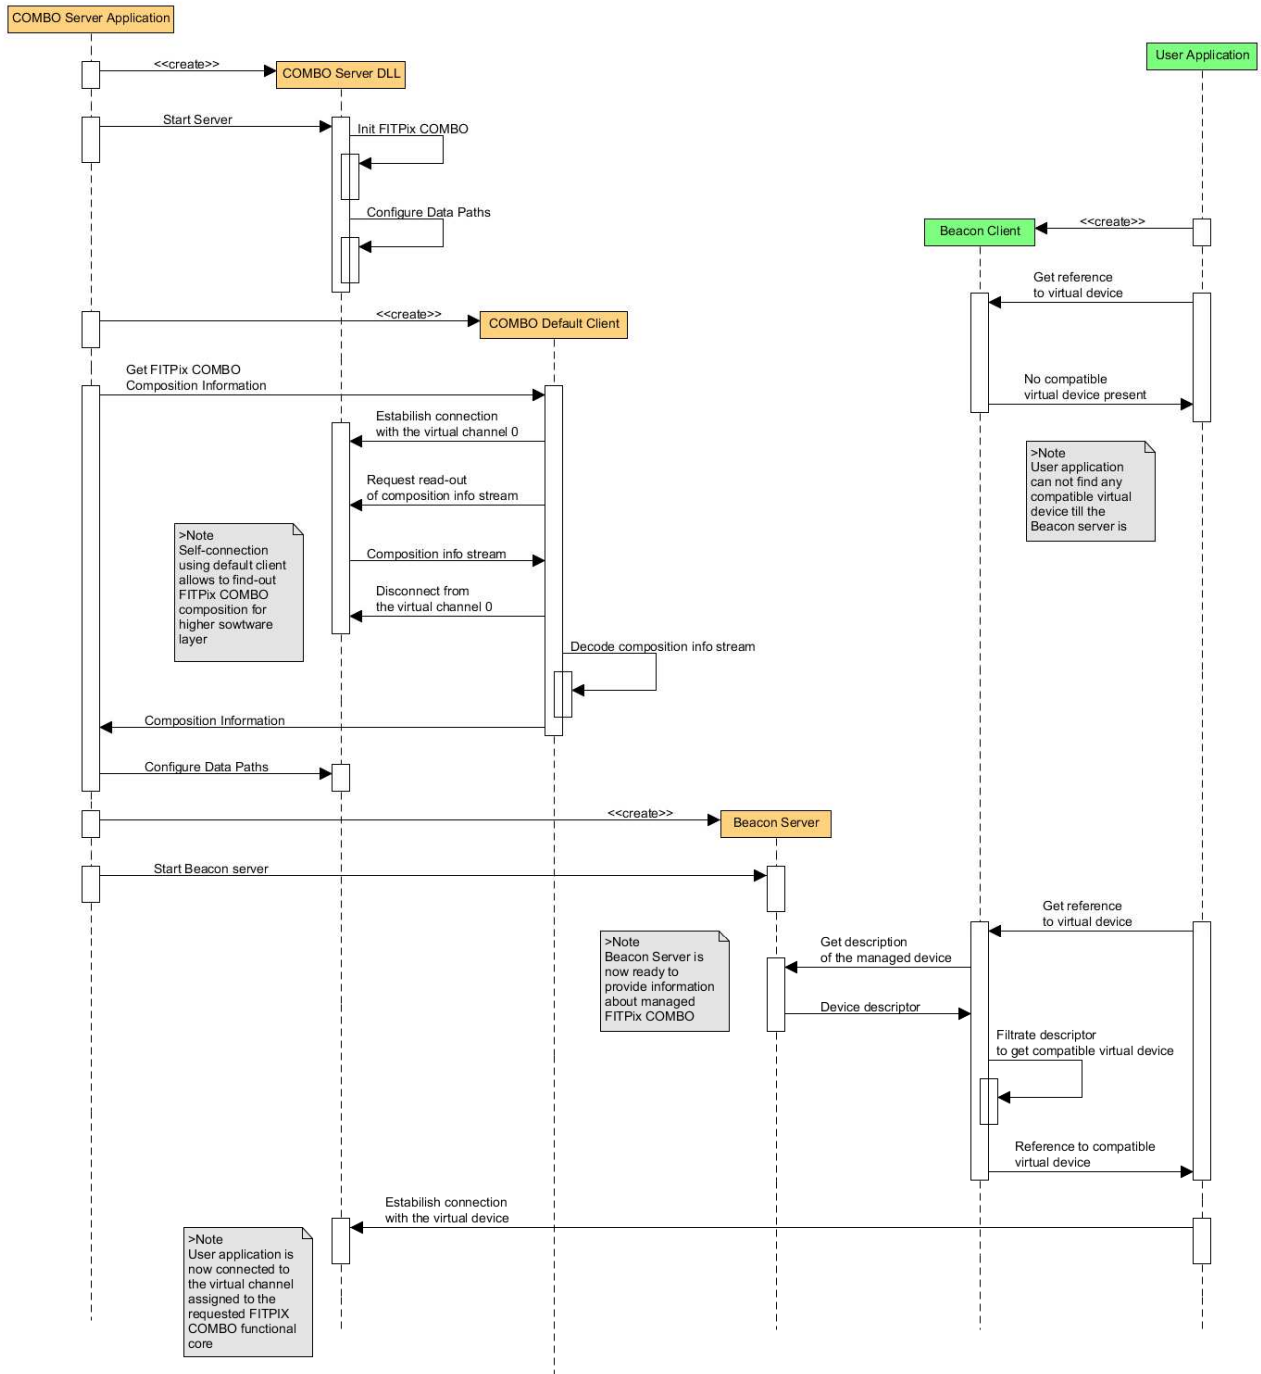 COMBO Server Application
User Application
<<create>>
COMBO Server DLL
Start Server
Init FITPix COMBO
Configure Data Paths
Beacon Client
<<create>>
Get reference
to virtual device
<<create>>
COMBO Default Client
Get FITPix COMBO
Composition Information
No compatible
virtual device present
Estabilish connection
with the virtual channel 0
>Note
User application
can not find any
compatible virtual
device till the
Beacon server is
Request read-out
of composition info stream
>Note
Self-connection
using default client
allows to find-out
FITPix COMBO
composition for
higher sowtware
layer
Composition info stream
Disconnect from
the virtual channel 0
Decode composition info stream
Composition Information
Configure Data Paths
<<create>>
Beacon Server
Start Beacon server
Get reference
to virtual device
>Note
Beacon Server is
now ready to
provide information
about managed
FITPix COMBO
Get description
of the managed device
Device descriptor
Filtrate descriptor
to get compatible virtual device
Reference to compatible
virtual device
Estabilish connection
with the virtual device
>Note
User application is
now connected to
the virtual channel
assigned to the
requested FITPIX
COMBO functional
core